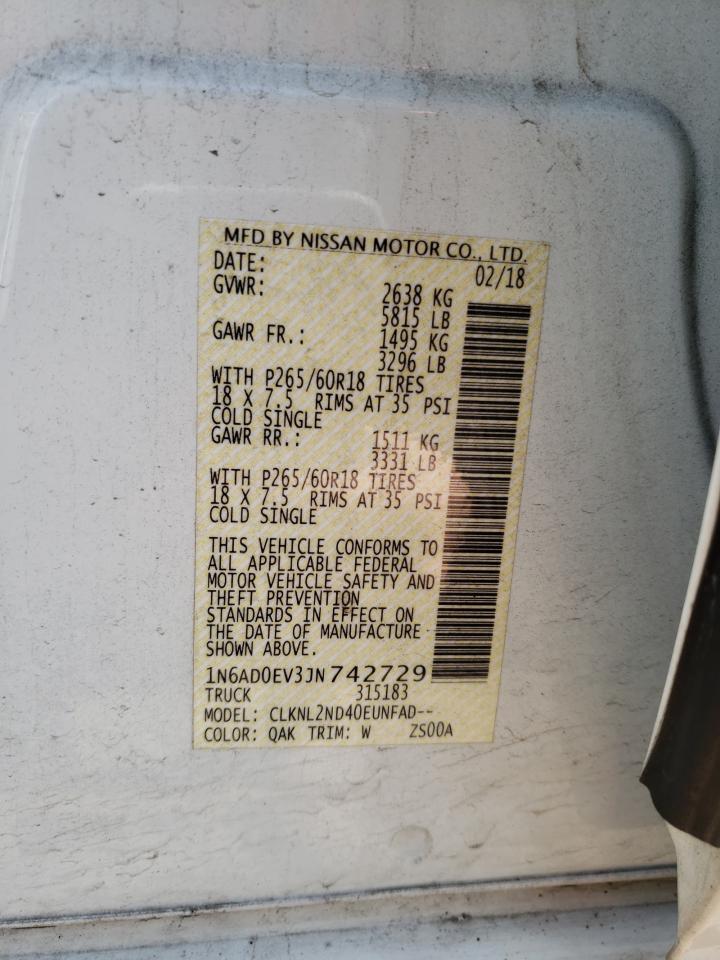 MFD BY NISSAN MOTOR CO., LTD.
DATE: 02/18
GVWR: 2638 KG
5815 LB
GAWR FR.: 1495 KG
3296 LB
WITH P265/60R18 TIRES
18 X 7.5 RIMS AT 35 PSI
COLD SINGLE
GAWR RR.: 1511 KG
3331 LB
WITH P265/60R18 TIRES
18 X 7.5 RIMS AT 35 PSI
COLD SINGLE
THIS VEHICLE CONFORMS TO
ALL APPLICABLE FEDERAL
MOTOR VEHICLE SAFETY AND
THEFT PREVENTION
STANDARDS IN EFFECT ON
THE DATE OF MANUFACTURE
SHOWN ABOVE.
1N6AD0EV3JN742729
TRUCK 315183
MODEL: CLKNL2ND40EUNFAD--
COLOR: QAK TRIM: W ZS00A